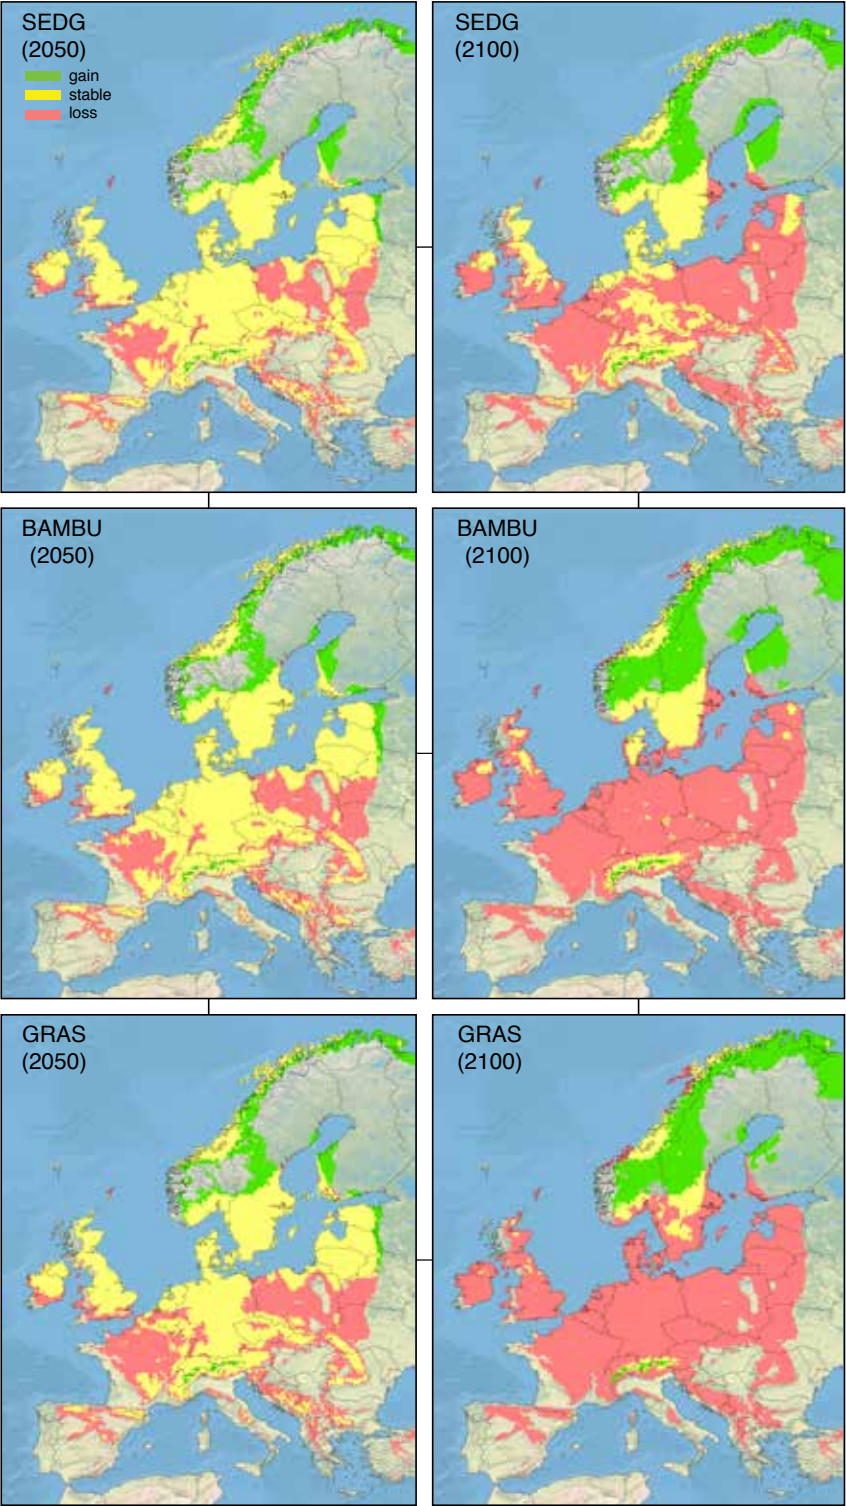 SEDG
(2050)
gain
stable
loss
SEDG
(2100)
BAMBU
(2050)
BAMBU
(2100)
GRAS
(2050)
GRAS
(2100)